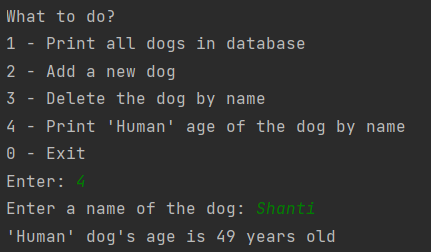 What to do?
1 - Print all dogs in database
2 - Add a new dog
3 - Delete the dog by name
4 - Print 'Human' age of the dog by name
0 - Exit
Enter: 4
Enter a name of the dog: Shanti
'Human' dog's age is 49 years old